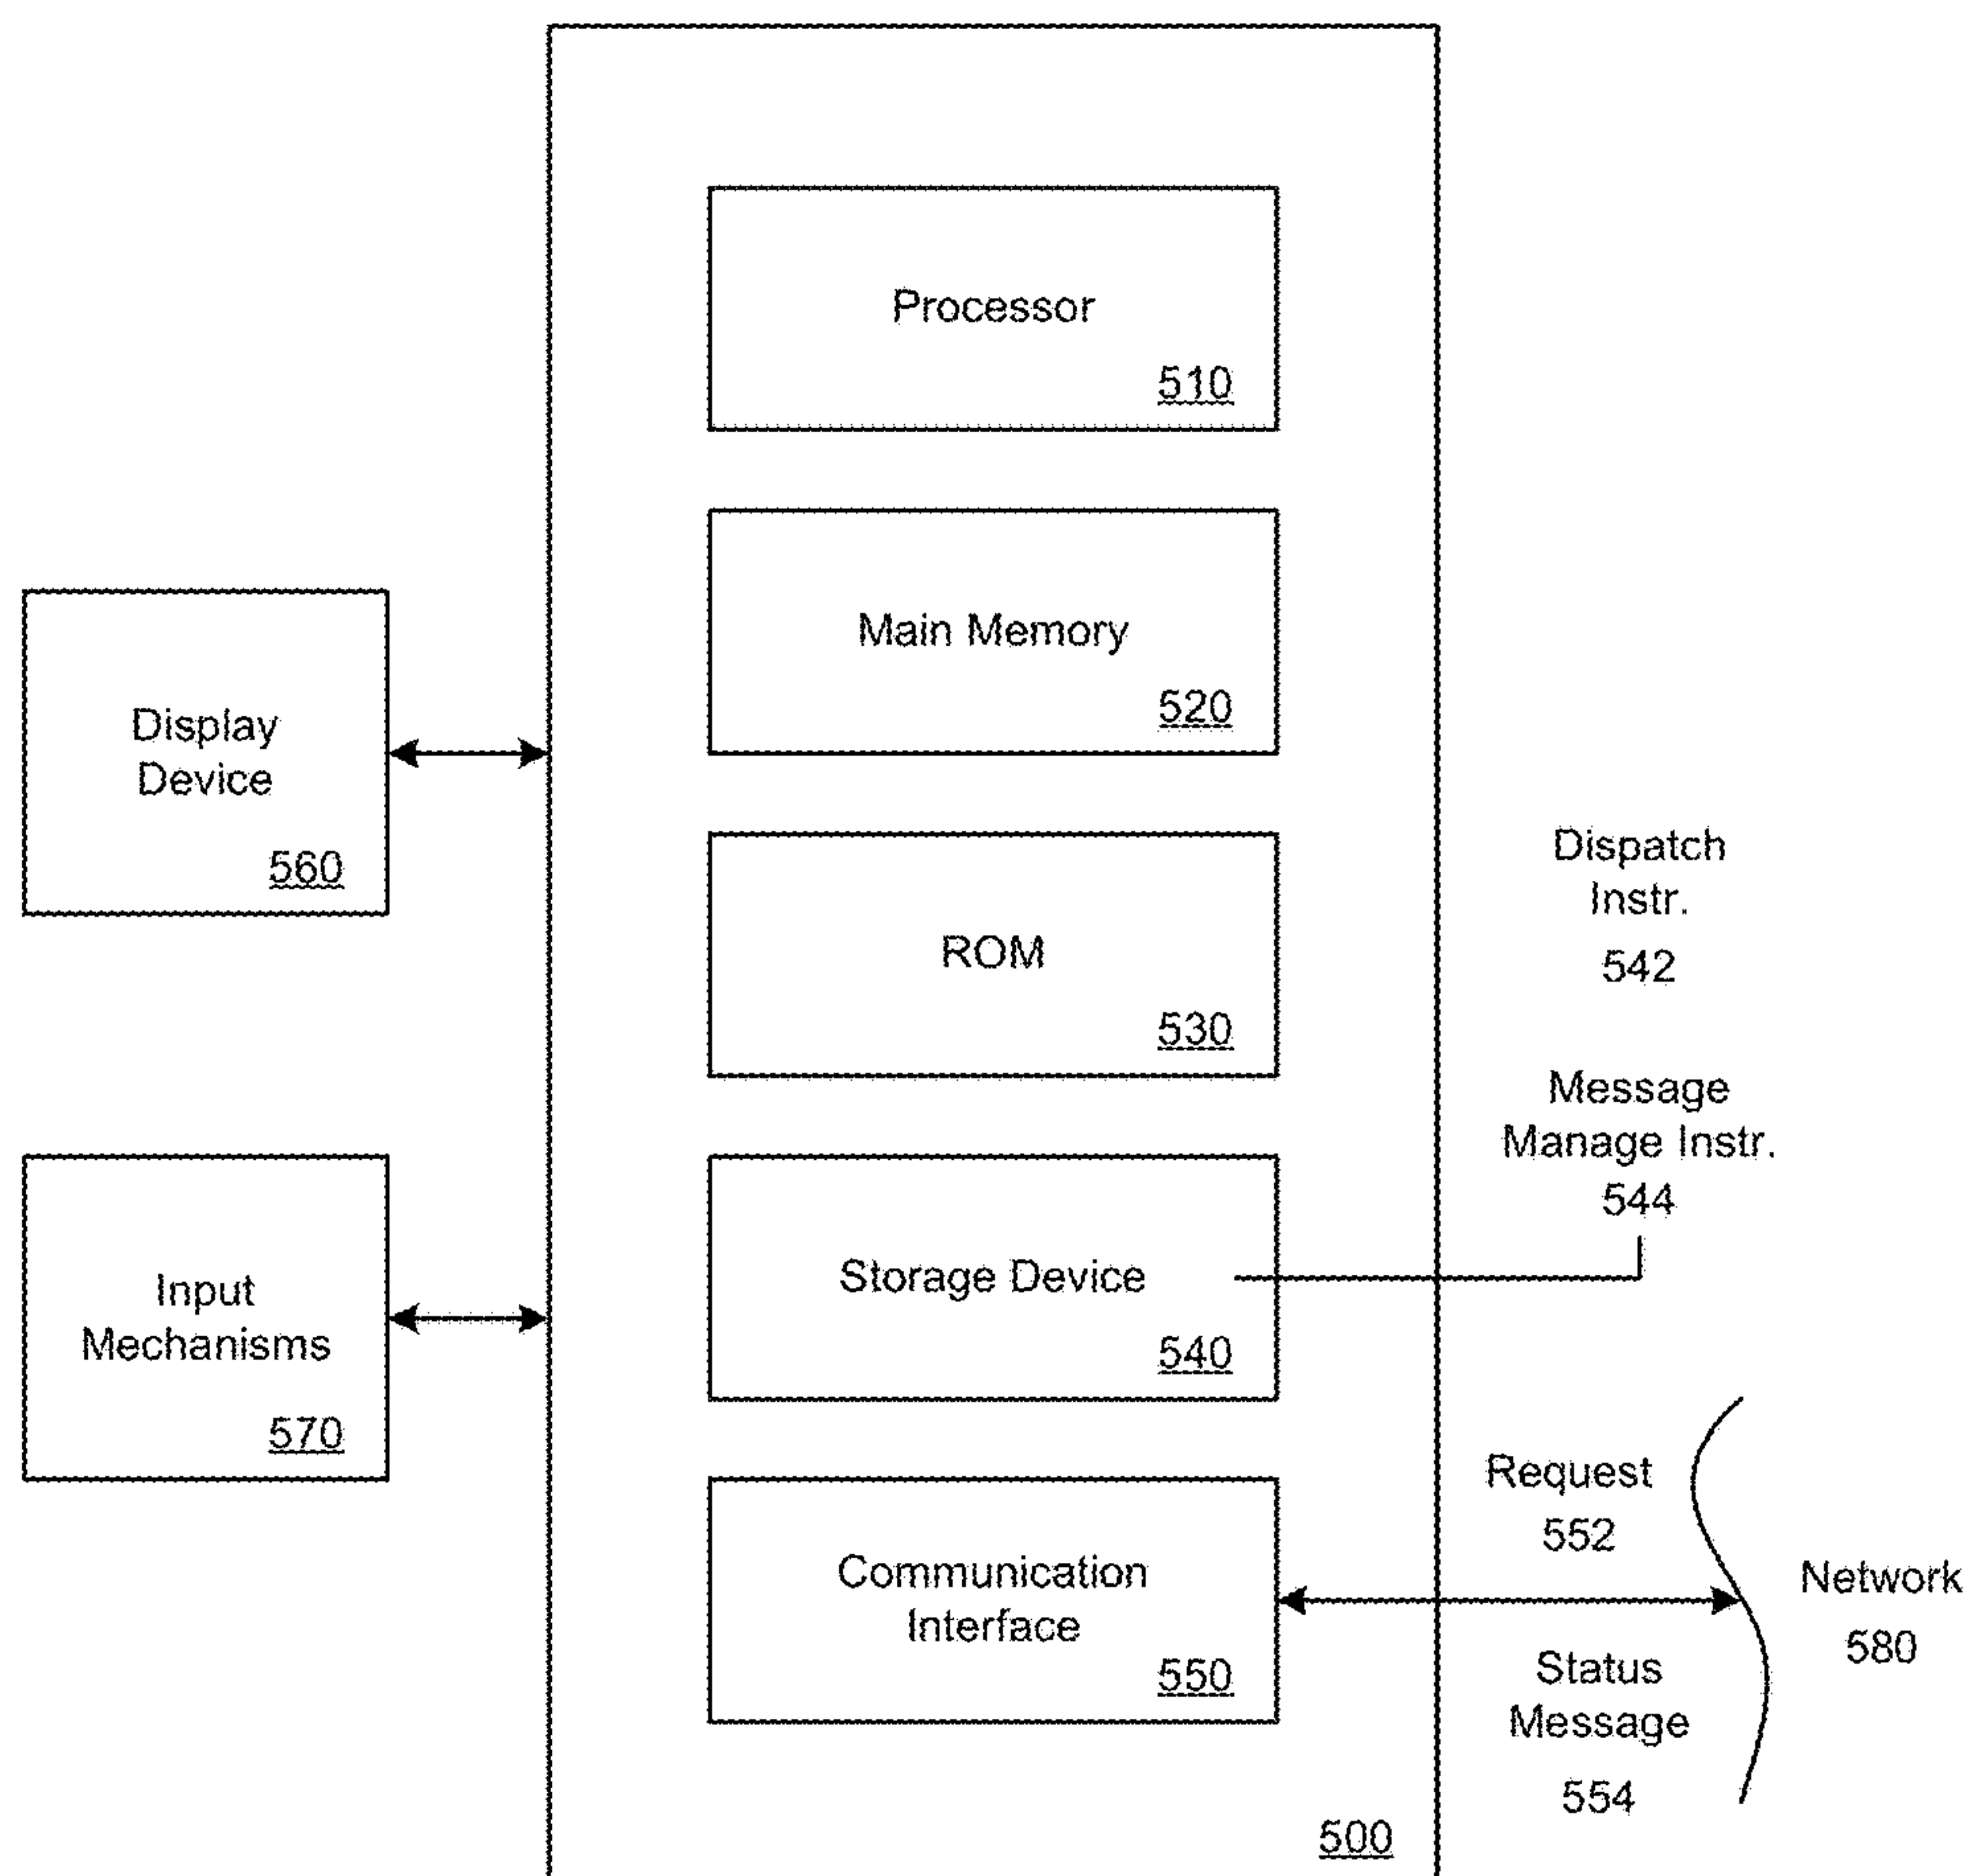 Processor
510
Main Memory
520
Display
Device
560
ROM
530
Dispatch
Instr.
542
Message
Manage Instr.
544
Input
Mechanisms
570
Storage Device
540
Communication
Interface
550
Request
552
Status
Message
554
Network
580
500